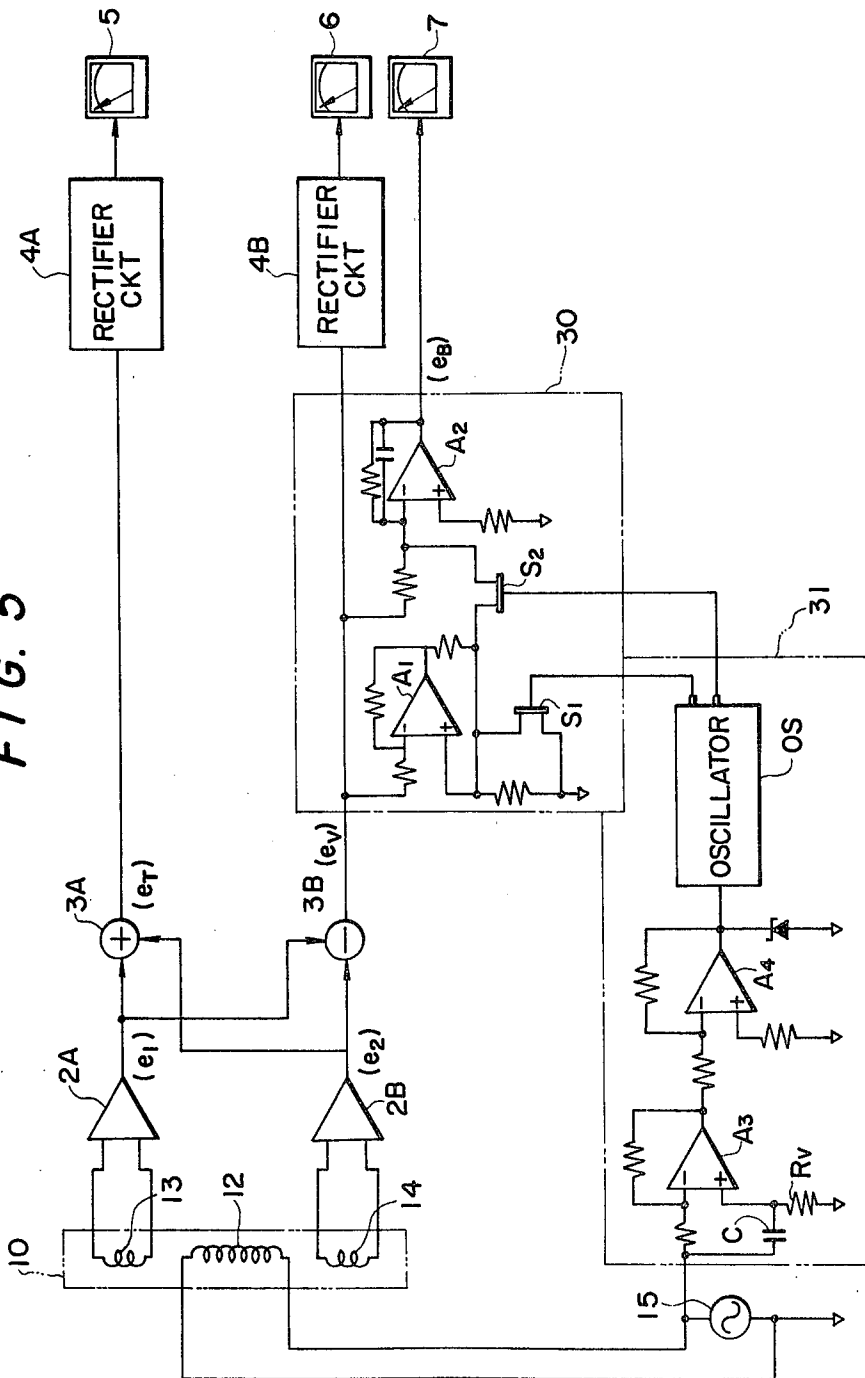 FIG. 5
5
6
7
4A
RECTIFIER
CKT
4B
RECTIFIER
CKT
30
(eB)
A2
S2
31
A1
S1
3A
(eT)
3B
(eV)
OSCILLATOR
OS
2A
(e1)
(e2)
2B
A4
A3
RV
C
10
13
12
14
15
+
−
−
+
−
+
−
+
−
+